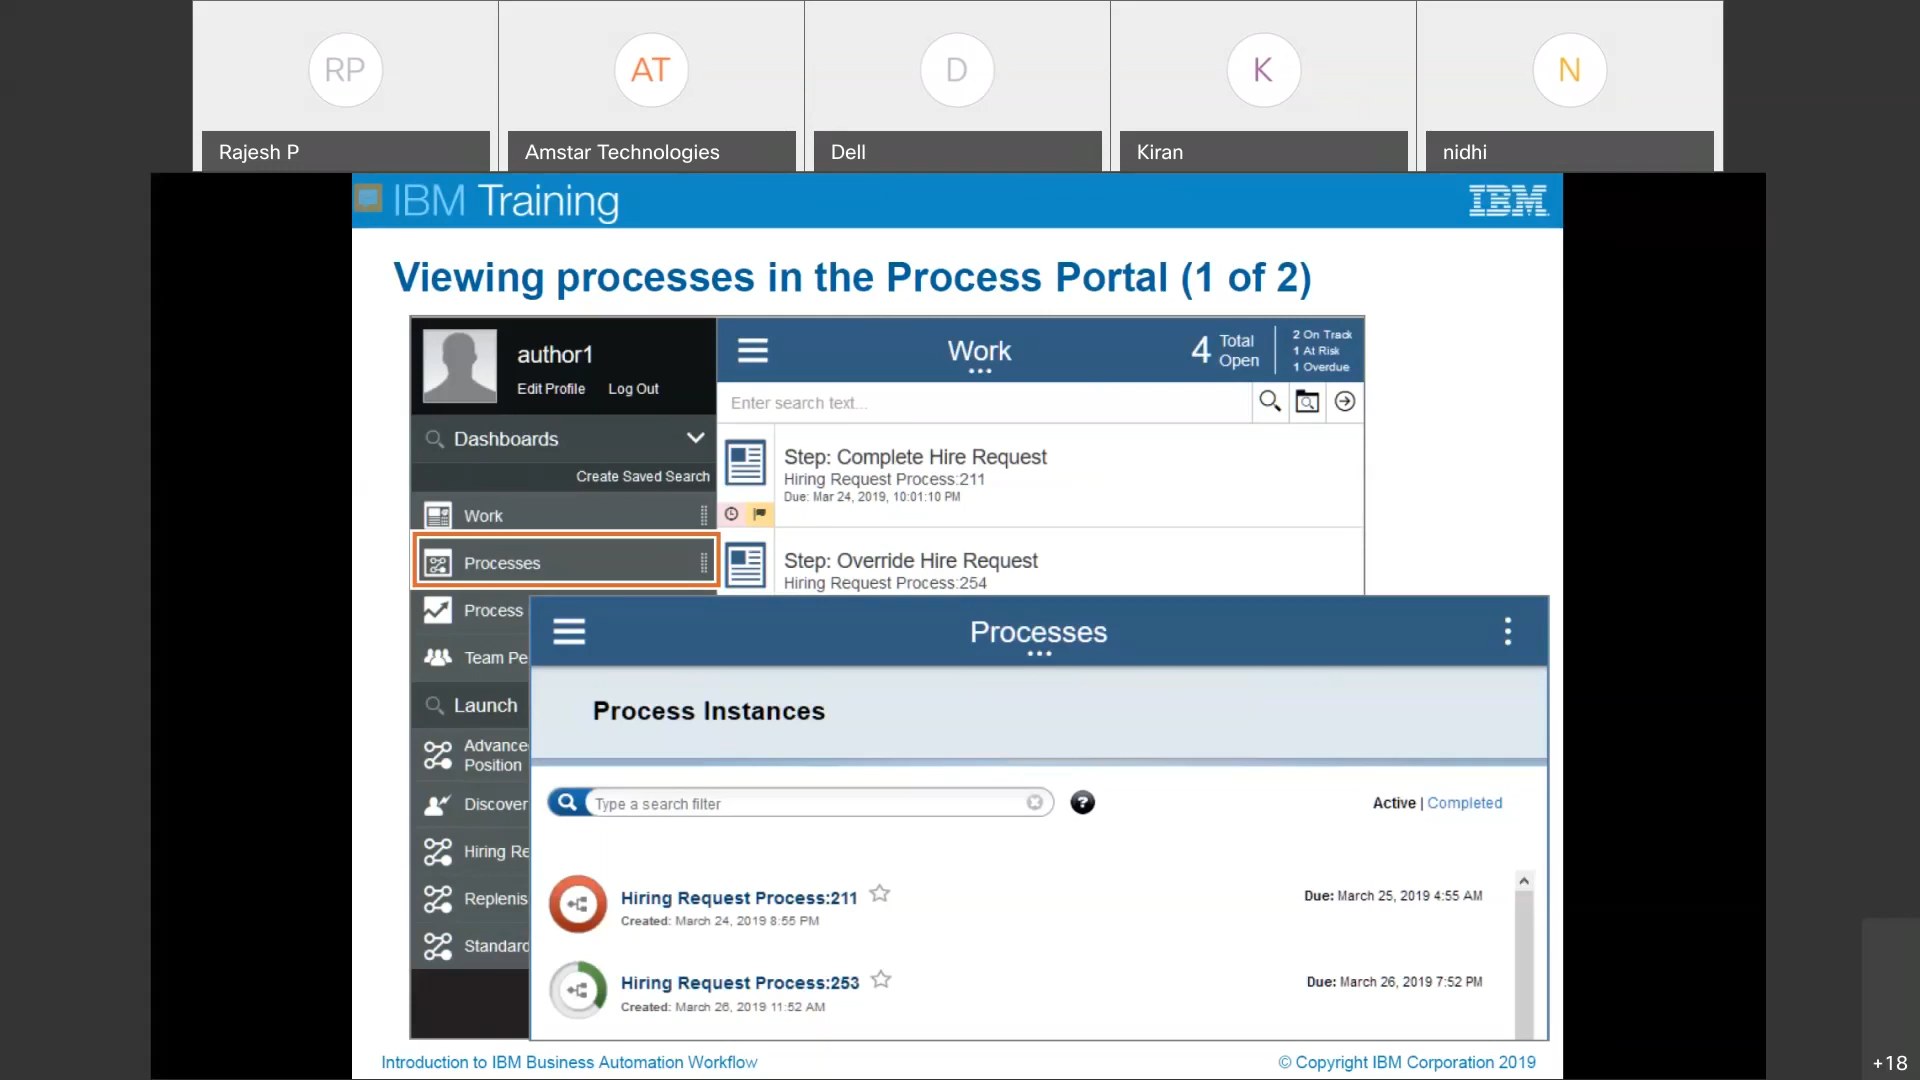 RP
AT
D
K
N
Rajesh P
Amstar Technologies
Dell
Kiran
nidhi
IBM Training
IBM
Viewing processes in the Process Portal (1 of 2)
author1
Edit Profile Log Out
Work
4 Total Open
2 On Track
1 At Risk
1 Overdue
Enter search text...
Dashboards
Create Saved Search
Work
Processes
Process
Team Pe
Launch
Advance
Position
Discover
Hiring Re
Replenis
Standard
Step: Complete Hire Request
Hiring Request Process:211
Due: Mar 24, 2019, 10:01:10 PM
Step: Override Hire Request
Hiring Request Process:254
Processes
Process Instances
Type a search filter
?
Active | Completed
Hiring Request Process:211
Due: March 25, 2019 4:55 AM
Created: March 24, 2019 8:55 PM
Hiring Request Process:253
Due: March 26, 2019 7:52 PM
Created: March 26, 2019 11:52 AM
Introduction to IBM Business Automation Workflow
© Copyright IBM Corporation 2019
+18